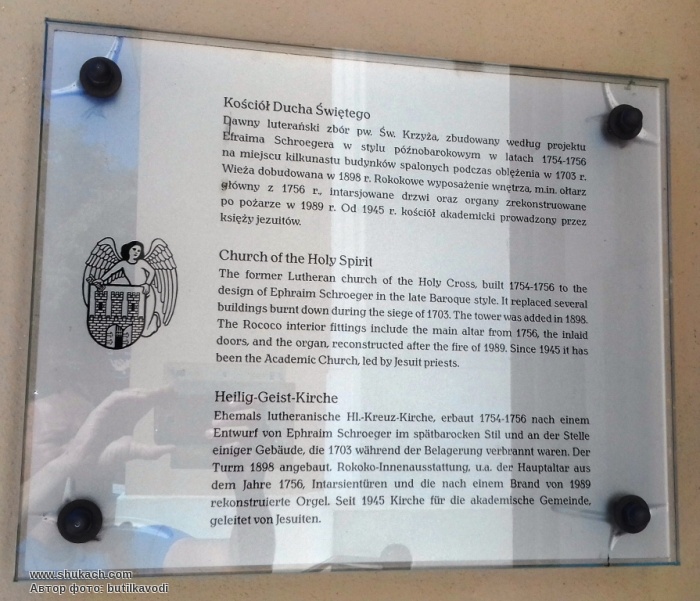 Kościół Ducha Świętego
Dawny luterański zbór pw. Św. Krzyża, zbudowany według projektu
Efraima Schroegera w stylu późnobarokowym w latach 1754-1756
na miejscu kilkunastu budynków spalonych podczas oblężenia w 1703 r.
Wieża dobudowana w 1898 r. Rokokowe wyposażenie wnętrza, m.in. ołtarz
główny z 1756 r., intarsjowane drzwi oraz organy zrekonstruowane
po pożarze w 1989 r. Od 1945 r. kościół akademicki prowadzony przez
księży jezuitów.
Church of the Holy Spirit
The former Lutheran church of the Holy Cross, built 1754-1756 to the
design of Ephraim Schroeger in the late Baroque style. It replaced several
buildings burnt down during the siege of 1703. The tower was added in 1898.
The Rococo interior fittings include the main altar from 1756, the inlaid
doors, and the organ, reconstructed after the fire of 1989. Since 1945 it has
been the Academic Church, led by Jesuit priests.
Heilig-Geist-Kirche
Ehemals lutheranische Hl.-Kreuz-Kirche, erbaut 1754-1756 nach einem
Entwurf von Ephraim Schroeger im spätbarocken Stil und an der Stelle
einiger Gebäude, die 1703 während der Belagerung verbrannt waren. Der
Turm 1898 angebaut. Rokoko-Innenausstattung, u.a. der Hauptaltar aus
dem Jahre 1756, Intarsientüren und die nach einem Brand von 1989
rekonstruierte Orgel. Seit 1945 Kirche für die akademische Gemeinde,
geleitet von Jesuiten.
www.shukach.com
Автор фото: butilkavodi